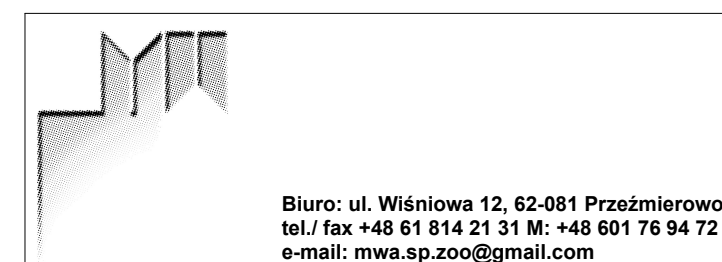 Biuro: ul. Wiśniowa 12, 62-081 Przeźmierowo
tel./ fax +48 61 814 21 31 M: +48 601 76 94 72
e-mail: mwa.sp.zoo@gmail.com